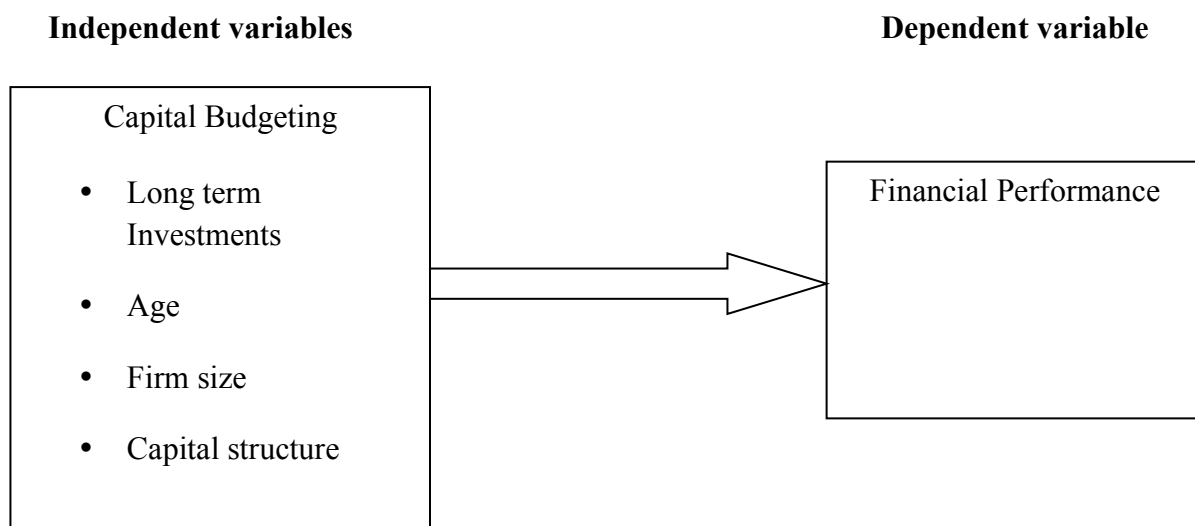 Independent variables
Dependent variable
Capital Budgeting
• Long term
Investments
• Age
• Firm size
• Capital structure
Financial Performance